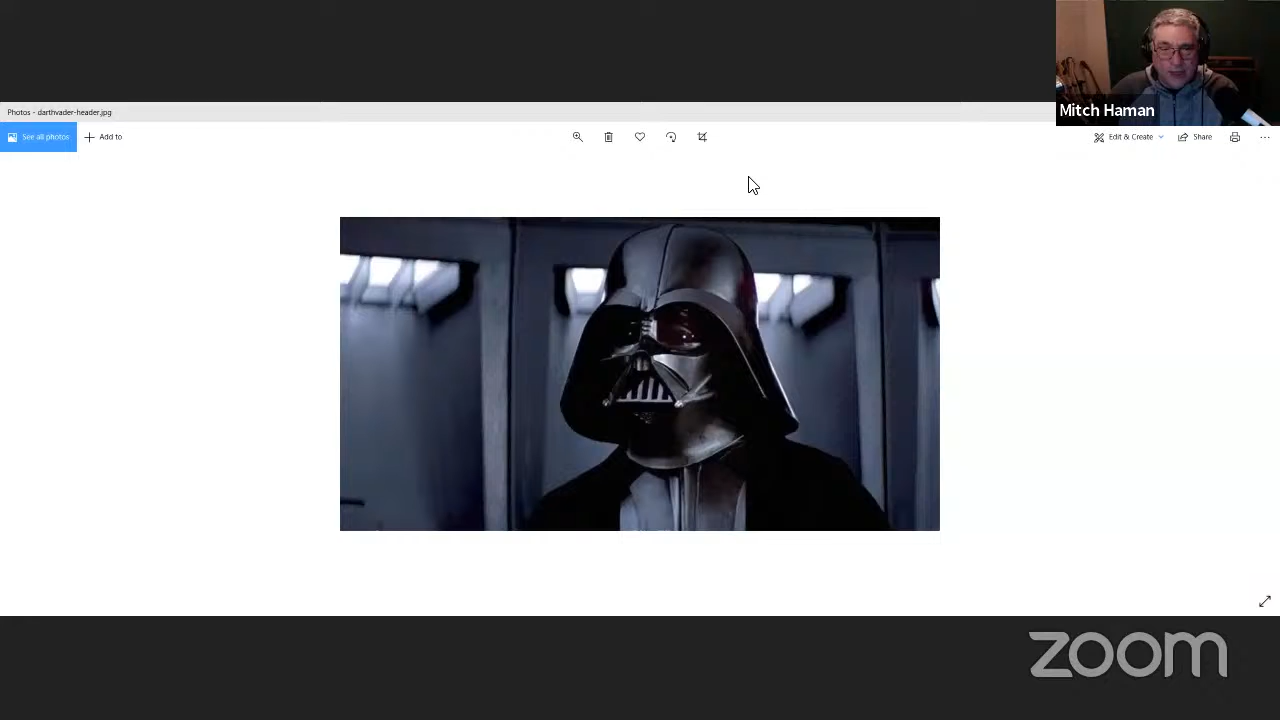 Mitch Haman
Photos - darthvader-header.jpg
See all photos
Add to
Edit & Create
Share
zoom